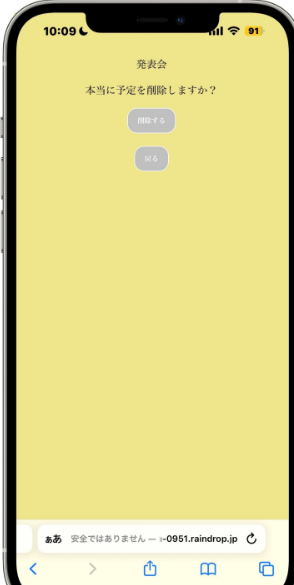 10:09
91
発表会
本当に予定を削除しますか？
削除する
戻る
ああ 安全ではありません — ı-0951.raindrop.jp